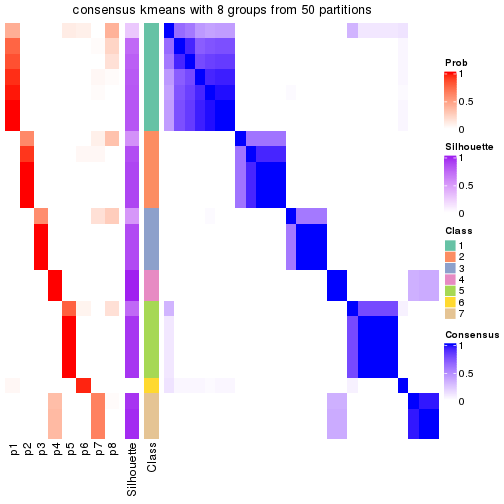 consensus kmeans with 8 groups from 50 partitions
Prob
1
0.5
0
Silhouette
1
0.5
0
Class
1
2
3
4
5
6
7
Consensus
1
0.5
0
p1
p2
p3
p4
p5
p6
p7
p8
Silhouette
Class